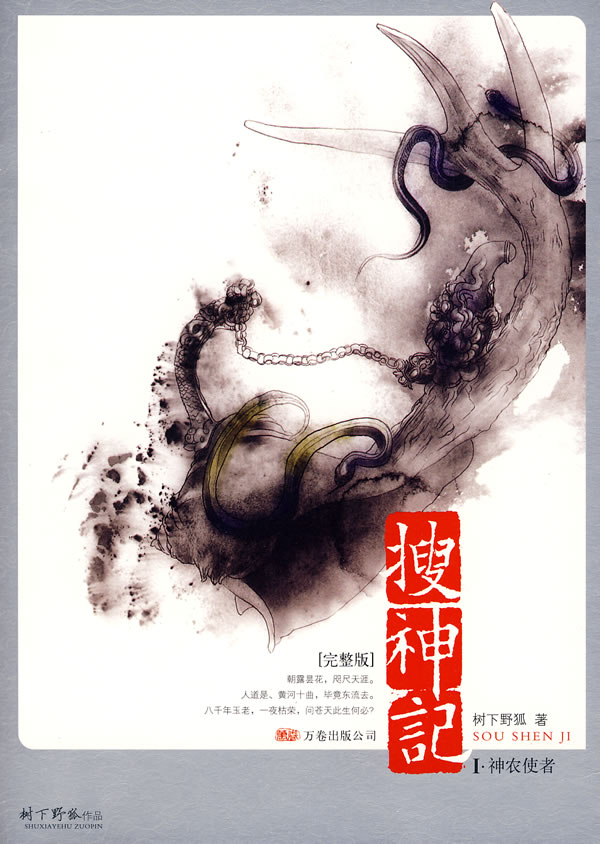 搜神記
[完整版]
朝露昙花，咫尺天涯。
人道是、黄河十曲，毕竟东流去。
八千年玉老，一夜枯荣，问苍天此生何必？
万卷出版公司
树下野狐 著
SOU SHEN JI
I·神农使者
树下野狐作品
SHUXIAYEHU ZUOPIN